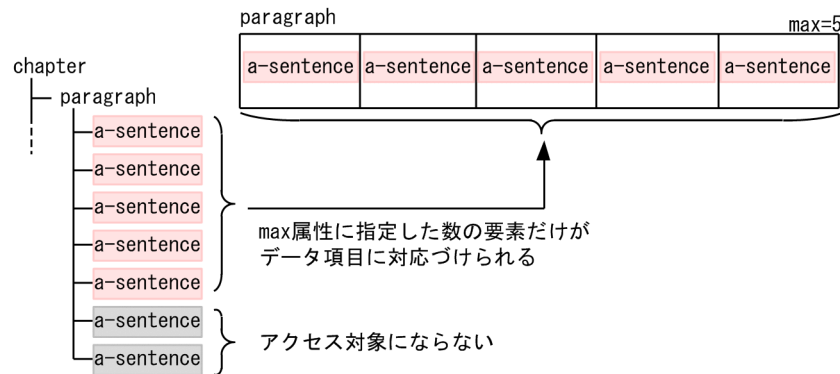 paragraph
max=5
a-sentence a-sentence a-sentence a-sentence a-sentence
chapter
paragraph
a-sentence
a-sentence
a-sentence
a-sentence
a-sentence
a-sentence
a-sentence
max属性に指定した数の要素だけが
データ項目に対応づけられる
アクセス対象にならない